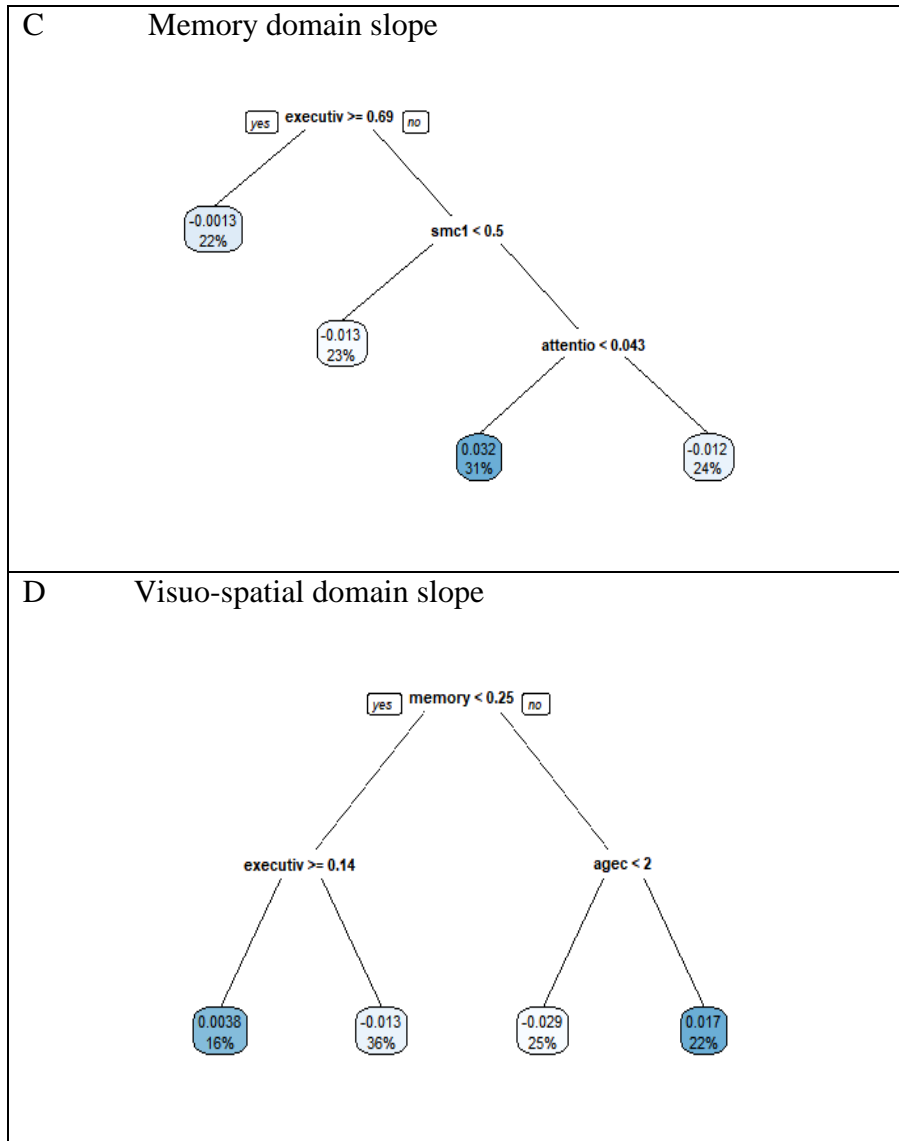 C Memory domain slope
yes executiv >= 0.69 no
-0.0013
22%
smc1 < 0.5
-0.013
23%
attentio < 0.043
0.032
31%
-0.012
24%
D Visuo-spatial domain slope
yes memory < 0.25 no
executiv >= 0.14
agec < 2
0.0038
16%
-0.013
36%
-0.029
25%
0.017
22%